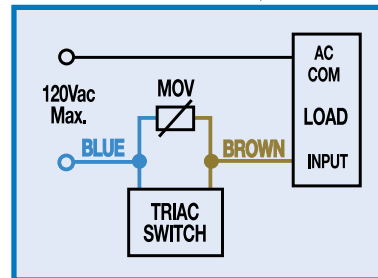 AC
COM
MOV
120Vac
Max.
LOAD
BLUE
BROWN
INPUT
TRIAC
SWITCH